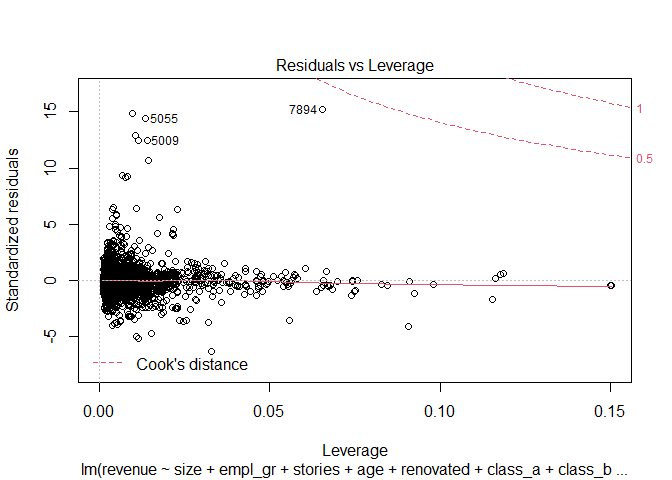 Residuals vs Leverage
Standardized residuals
15
10
5
0
-5
7894
5055
5009
1
0.5
Cook's distance
0.00
0.05
0.10
0.15
Leverage
lm(revenue ~ size + empl_gr + stories + age + renovated + class_a + class_b ...